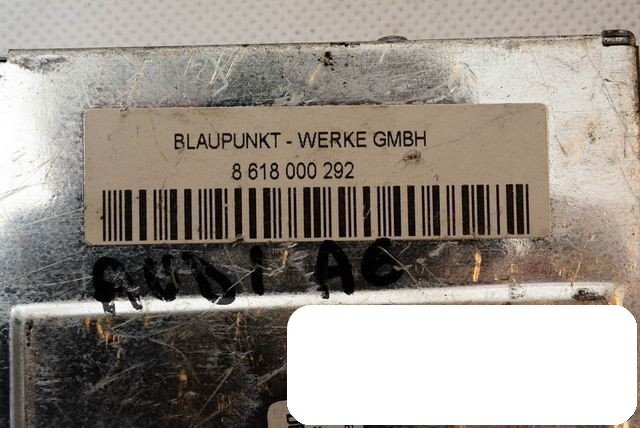 BLAUPUNKT - WERKE GMBH
8 618 000 292
AUDI A6